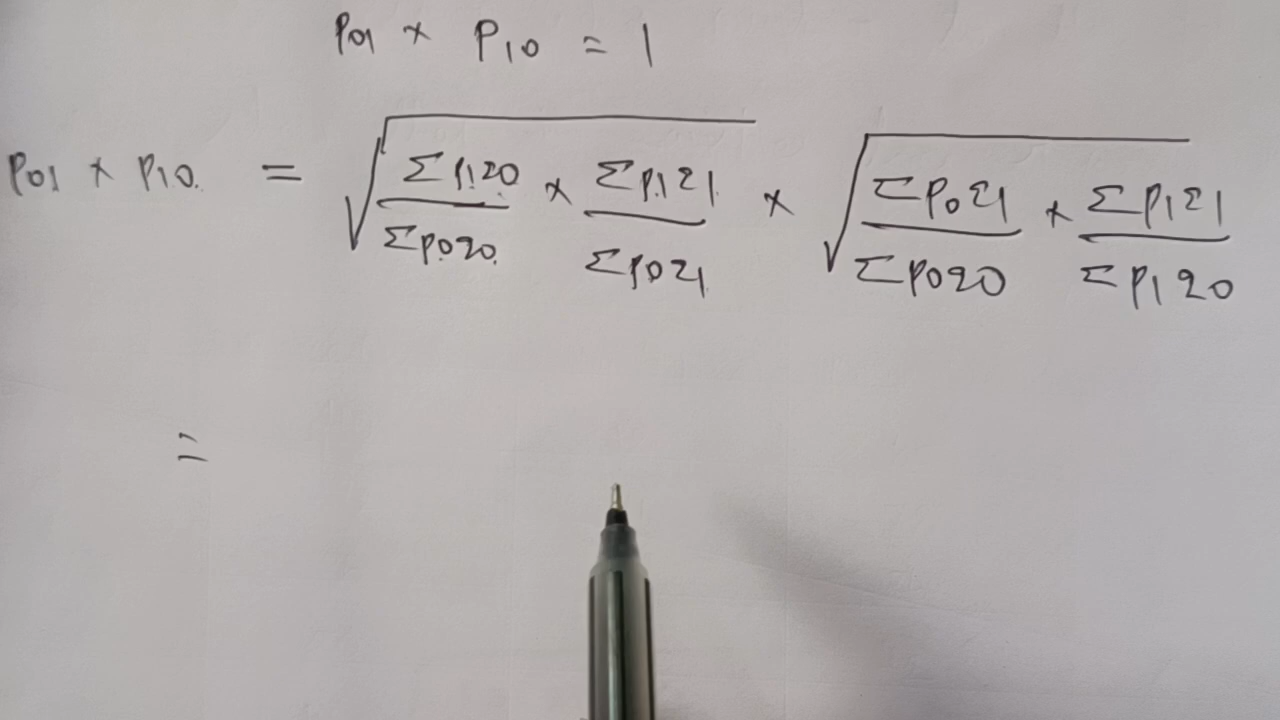 P01 × P10 = 1
P01 × P10. = √(Σp1q0 / Σp0q0. × Σp1q1. / Σp0q1.) × √(Σp0q1 / Σp0q0 × Σp1q1 / Σp1q0)
=